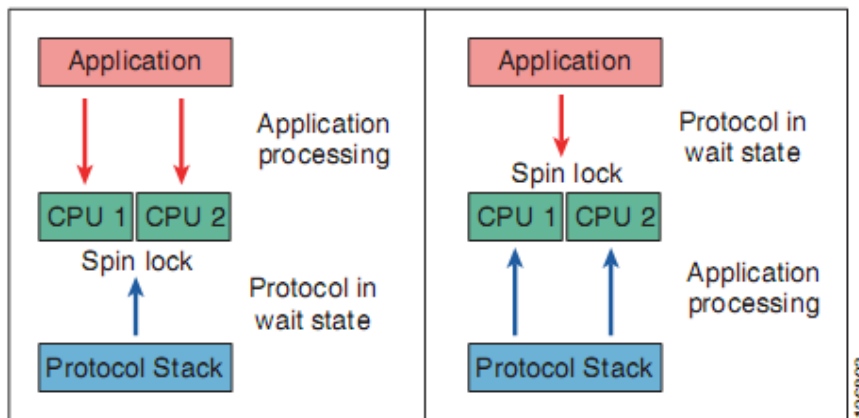 Application
Application
processing
CPU 1 CPU 2
Spin lock
Protocol in
wait state
Protocol Stack
Application
Protocol in
wait state
Spin lock
CPU 1 CPU 2
Application
processing
Protocol Stack